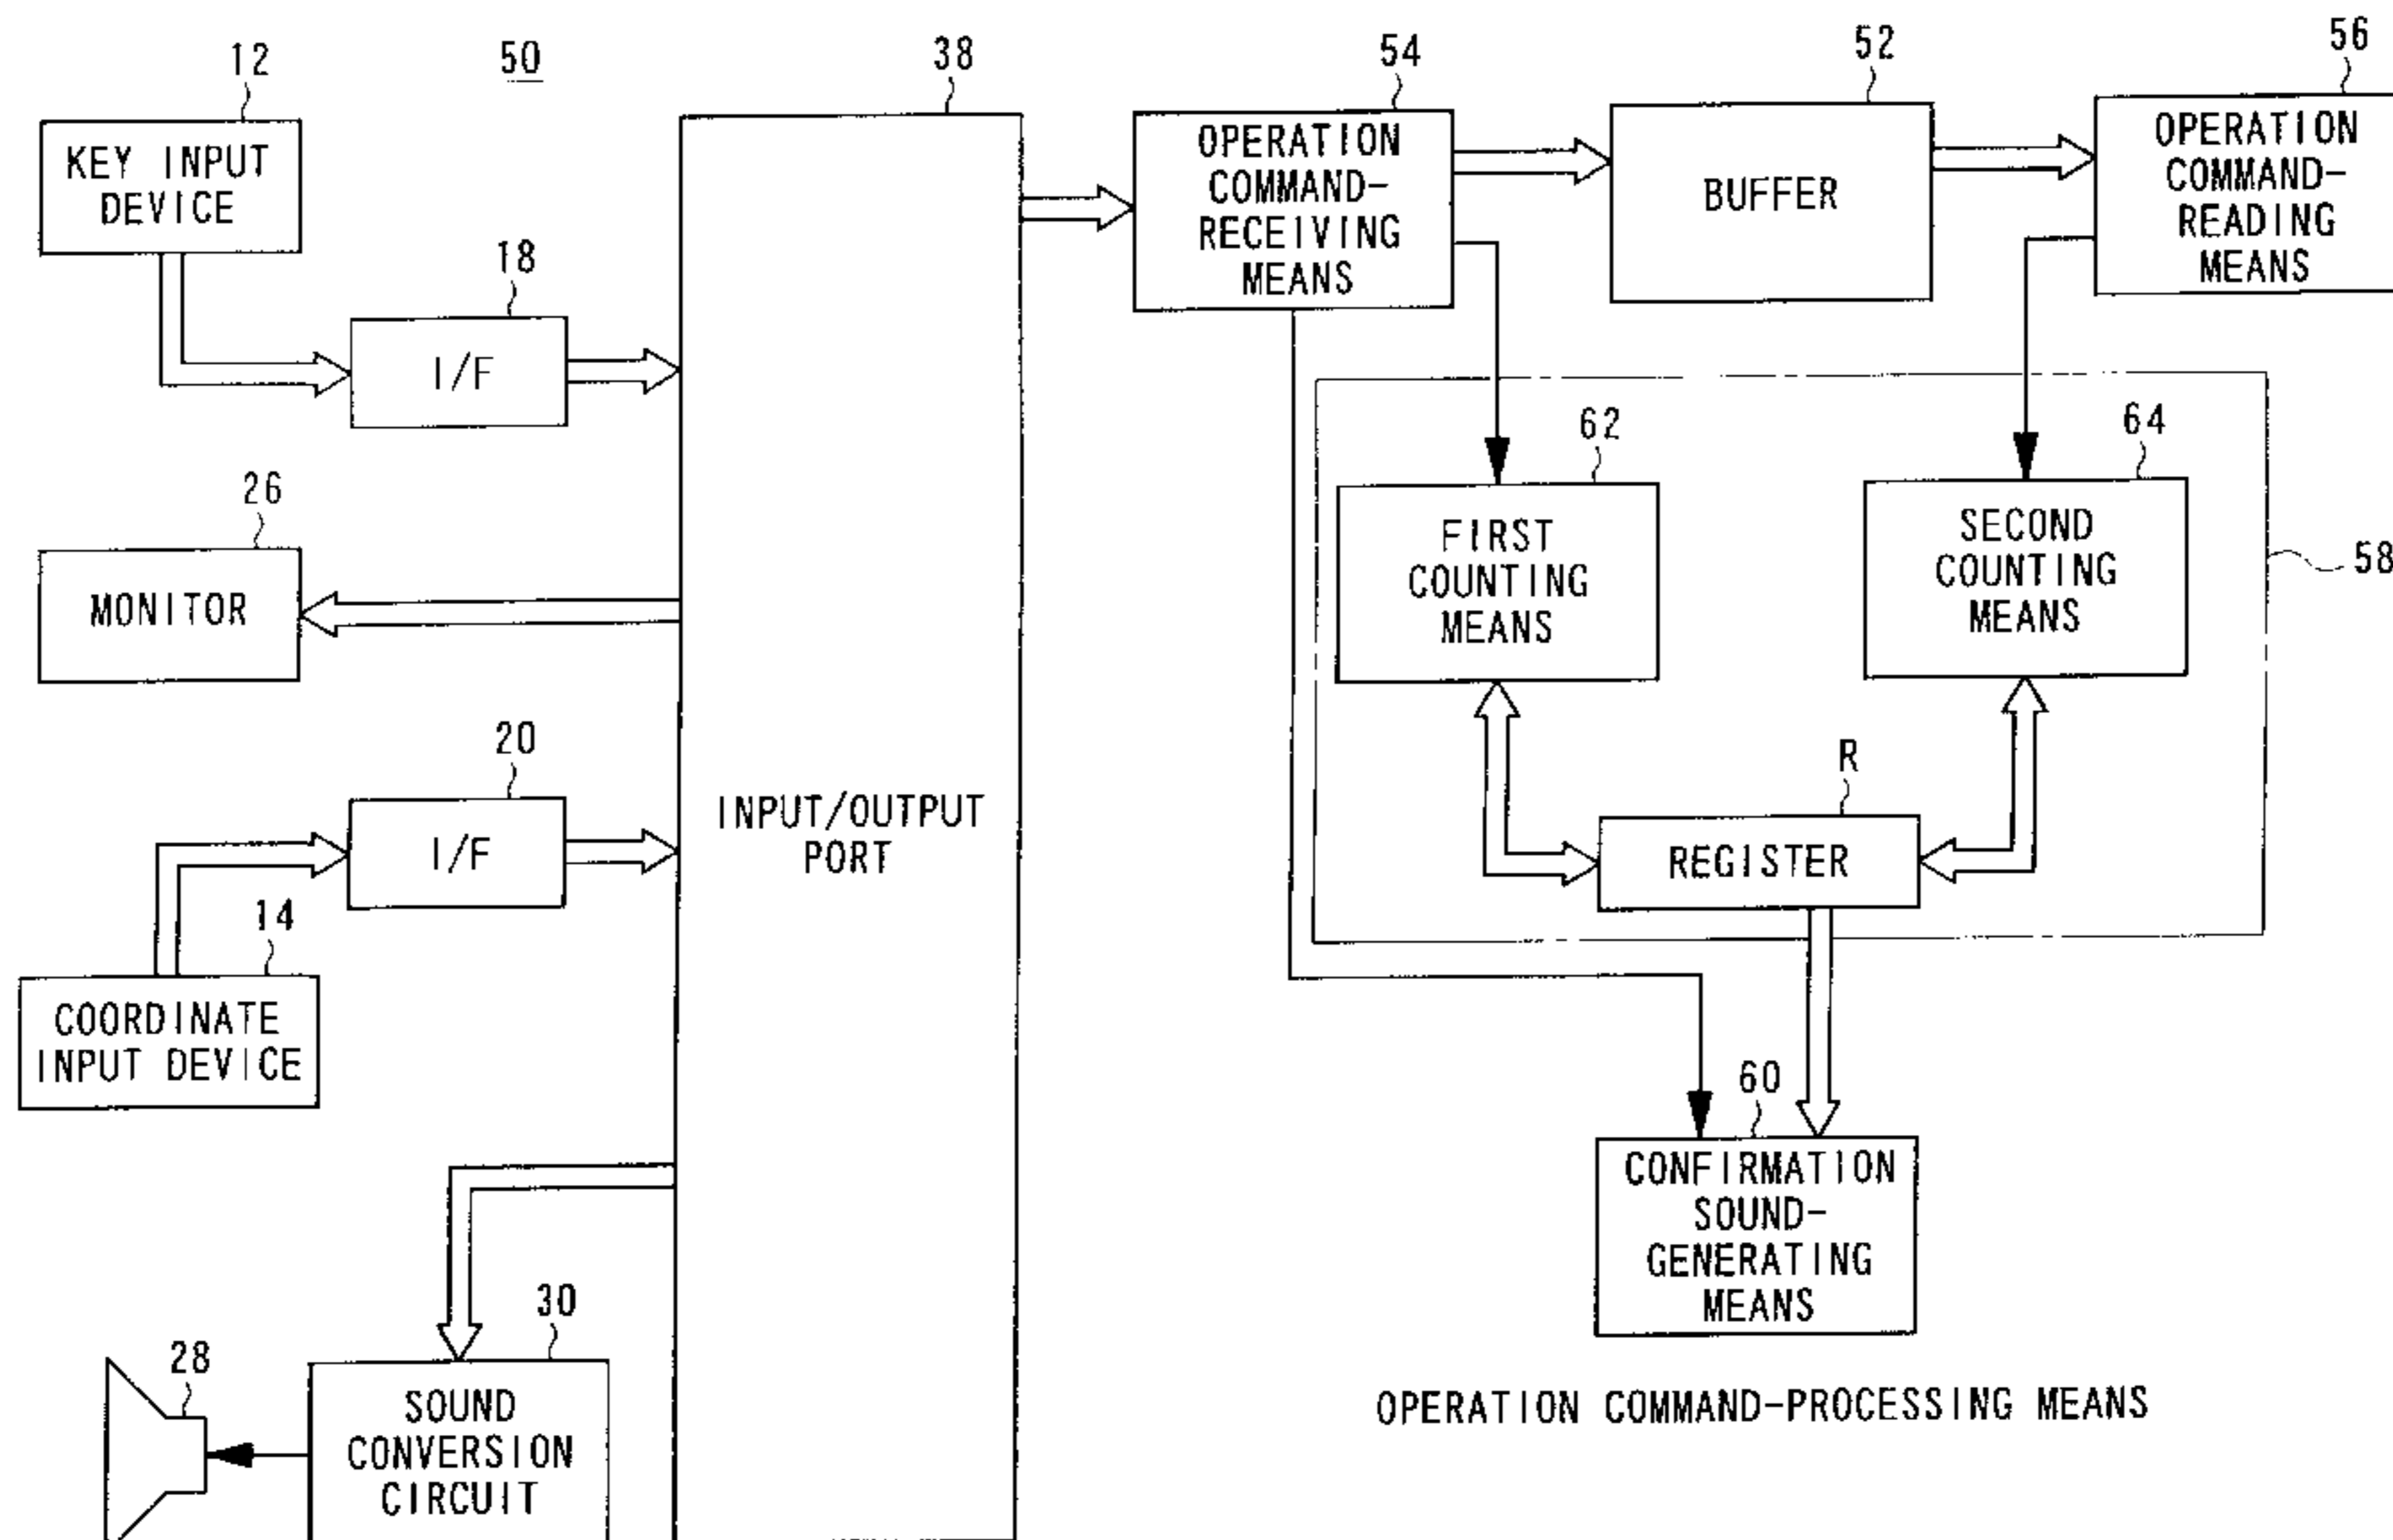 12
50
38
54
52
56
KEY INPUT
DEVICE
OPERATION
COMMAND-
RECEIVING
MEANS
BUFFER
OPERATION
COMMAND-
READING
MEANS
18
I/F
26
MONITOR
62
FIRST
COUNTING
MEANS
64
SECOND
COUNTING
MEANS
58
20
I/F
INPUT/OUTPUT
PORT
R
REGISTER
14
COORDINATE
INPUT DEVICE
60
CONFIRMATION
SOUND-
GENERATING
MEANS
28
30
SOUND
CONVERSION
CIRCUIT
OPERATION COMMAND-PROCESSING MEANS